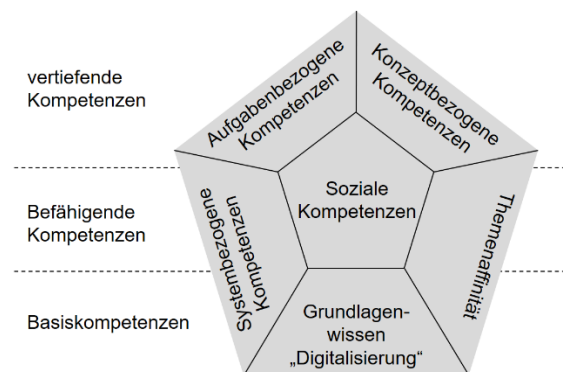 vertiefende
Kompetenzen
Aufgabenbezogene
Kompetenzen
Konzeptbezogene
Kompetenzen
Befähigende
Kompetenzen
Systembezogene
Kompetenzen
Soziale
Kompetenzen
Themenaffinität
Basiskompetenzen
Grundlagen-
wissen
„Digitalisierung“